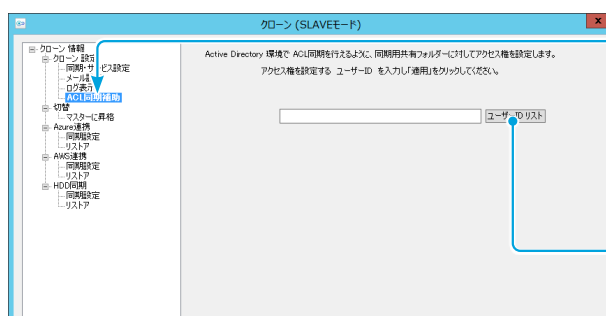 クローン (SLAVEモード)
x
クローン 情報
クローン 設定
同期・サービス設定
メール
ログ表示
ACL同期補助
切替
マスターに昇格
Azure連携
同期設定
リストア
AWS連携
同期設定
リストア
HDD同期
同期設定
リストア
Active Directory 環境で ACL同期を行えるように、同期用共有フォルダーに対してアクセス権を設定します。
アクセス権を設定する ユーザーID を入力し「適用」をクリックしてください。
ユーザーID リスト